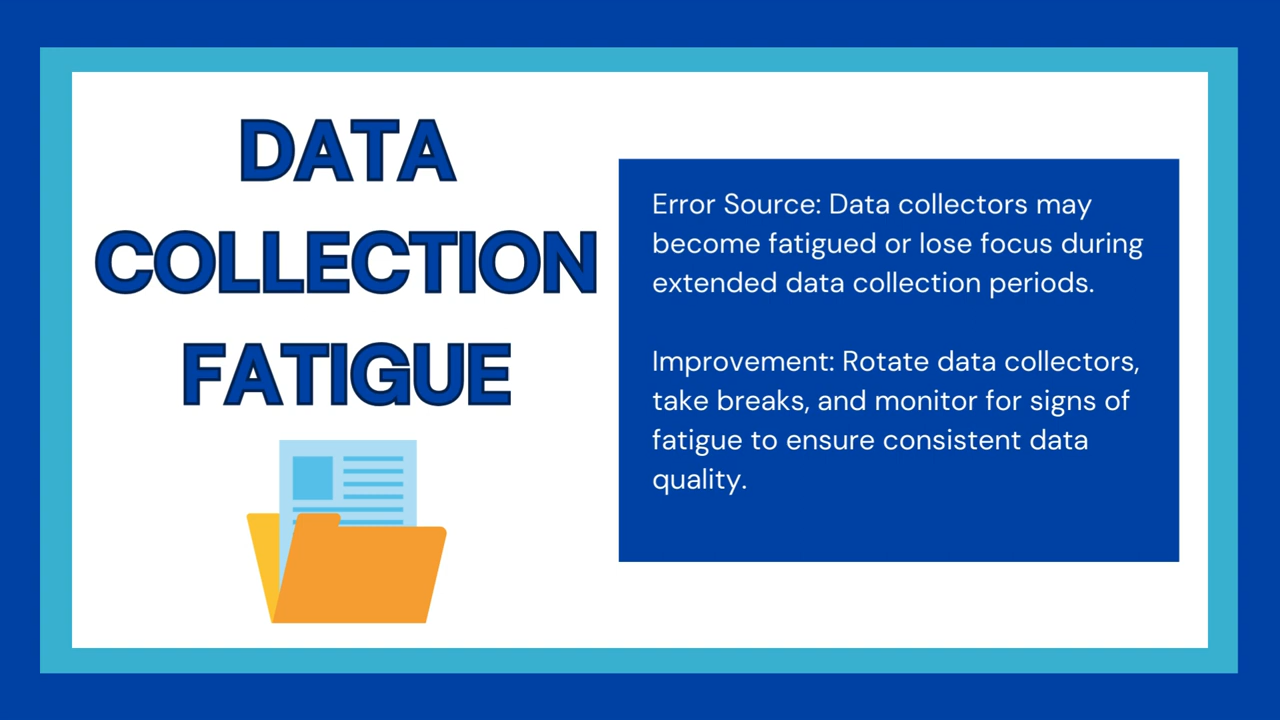 DATA
COLLECTION
FATIGUE
Error Source: Data collectors may
become fatigued or lose focus during
extended data collection periods.
Improvement: Rotate data collectors,
take breaks, and monitor for signs of
fatigue to ensure consistent data
quality.